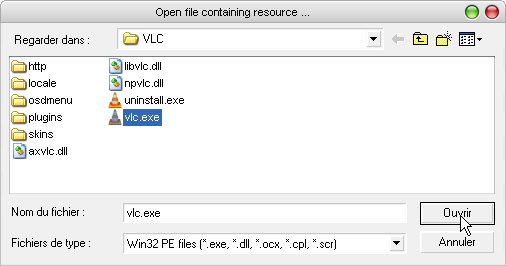 Open file containing resource ...
Regarder dans :
VLC
http
locale
osdmenu
plugins
skins
axvlc.dll
libvlc.dll
npvlc.dll
uninstall.exe
vlc.exe
Nom du fichier :
vlc.exe
Ouvrir
Fichiers de type :
Win32 PE files (*.exe, *.dll, *.ocx, *.cpl, *.scr)
Annuler